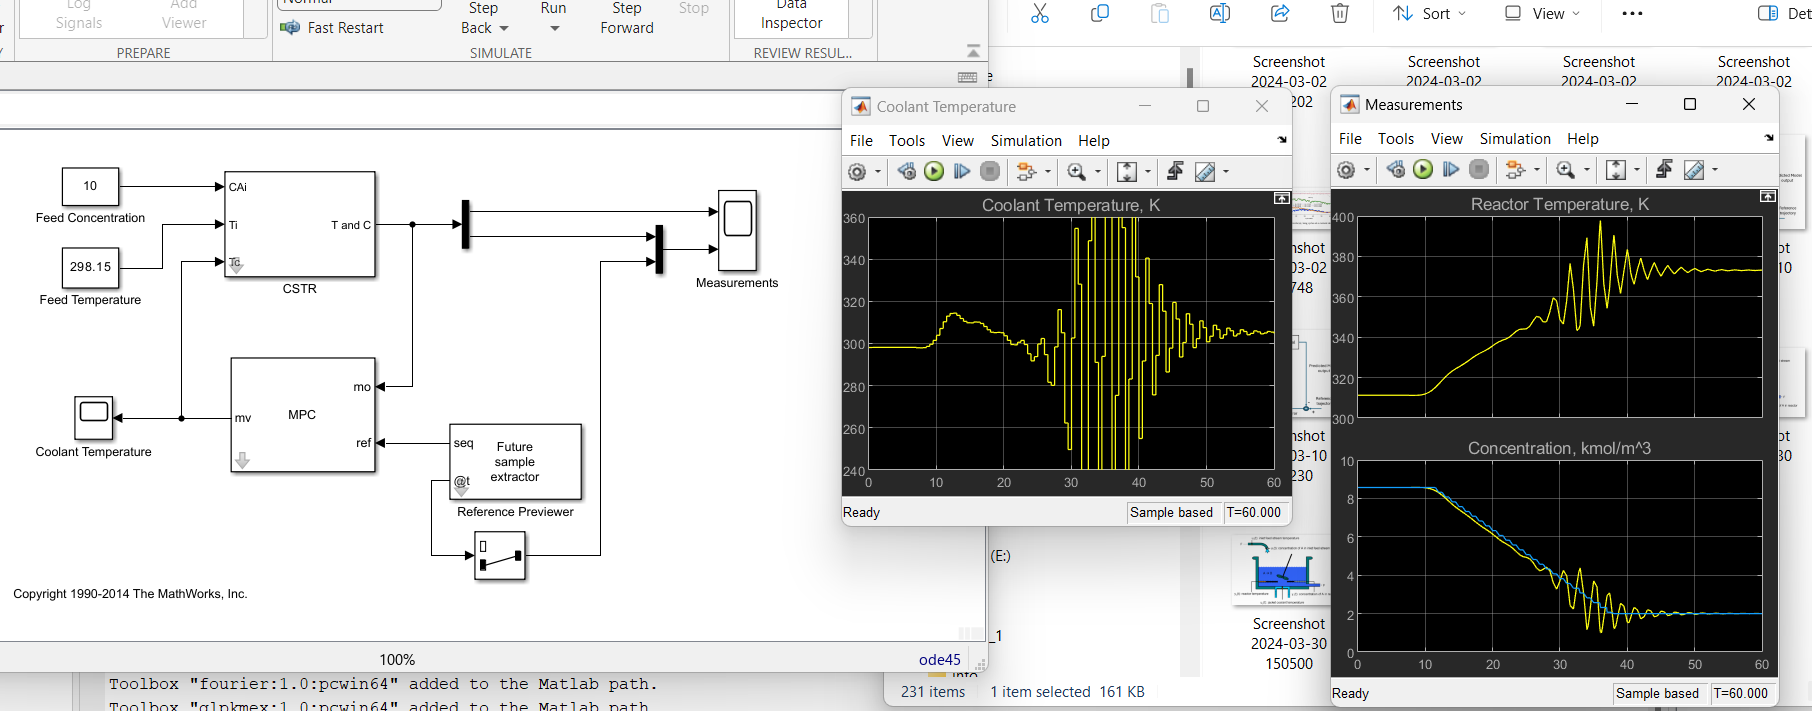 Log
Signals
Add
Viewer
PREPARE
Normal
Fast Restart
Step
Back
Run
Step
Forward
Stop
SIMULATE
Data
Inspector
REVIEW RESUL...
Sort
View
Det
Screenshot
2024-03-02
202
Screenshot
2024-03-02
Screenshot
2024-03-02
Screenshot
2024-03-02
10
Feed Concentration
298.15
Feed Temperature
CAi
Ti
Tc
T and C
CSTR
Measurements
mo
mv
MPC
ref
Coolant Temperature
seq
@t
Future
sample
extractor
Reference Previewer
Copyright 1990-2014 The MathWorks, Inc.
100%
ode45
Toolbox "fourier:1.0:pcwin64" added to the Matlab path.
Toolbox "glpkmex:1.0:pcwin64" added to the Matlab path
Coolant Temperature
File Tools View Simulation Help
Coolant Temperature, K
360
340
320
300
280
260
240
0 10 20 30 40 50 60
Ready
Sample based
T=60.000
Measurements
File Tools View Simulation Help
Reactor Temperature, K
400
380
360
340
320
300
Concentration, kmol/m^3
10
8
6
4
2
0
0 10 20 30 40 50 60
Ready
Sample based
T=60.000
(E:)
_1
Screenshot
2024-03-30
150500
231 items
1 item selected 161 KB